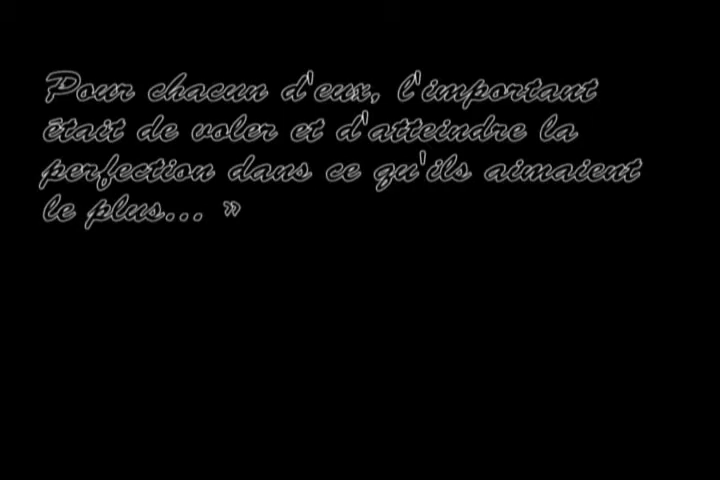 Pour chacun d'eux, l'important
était de voler et d'atteindre la
perfection dans ce qu'ils aimaient
le plus... »